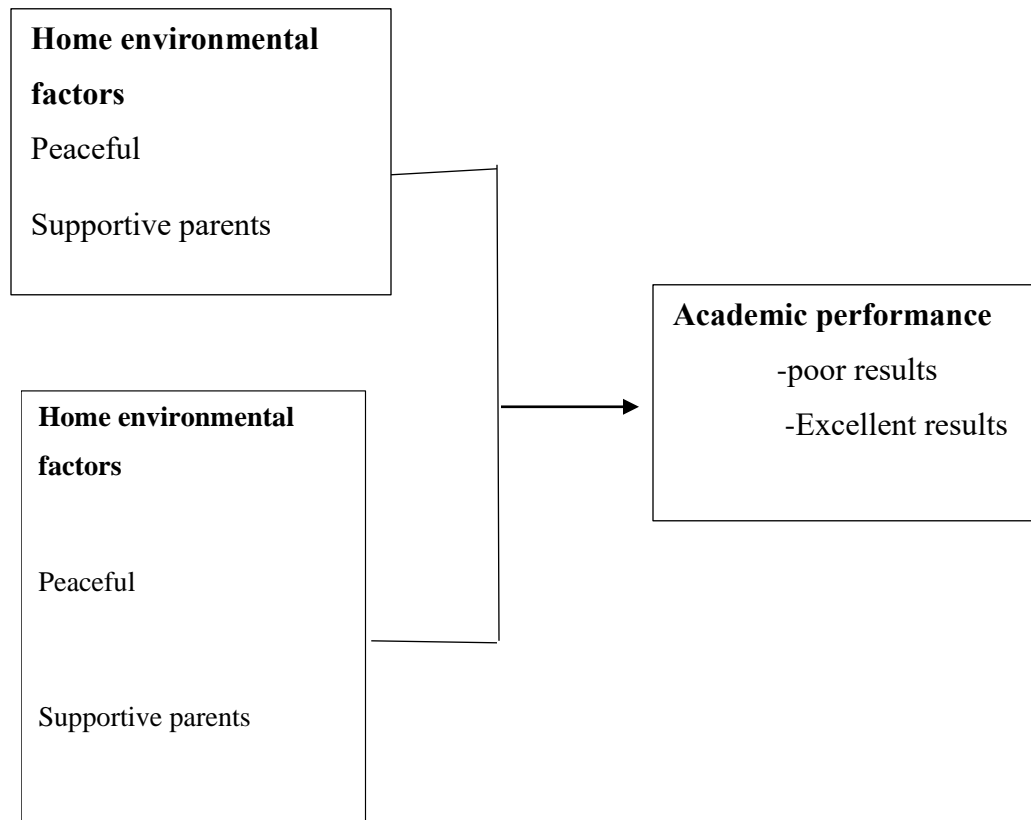 Home environmental
factors
Peaceful
Supportive parents
Academic performance
-poor results
-Excellent results
Home environmental
factors
Peaceful
Supportive parents